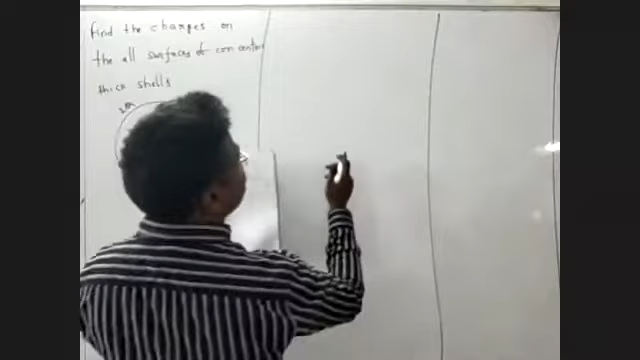 find the charges on
the all surfaces of concentric
thick shells